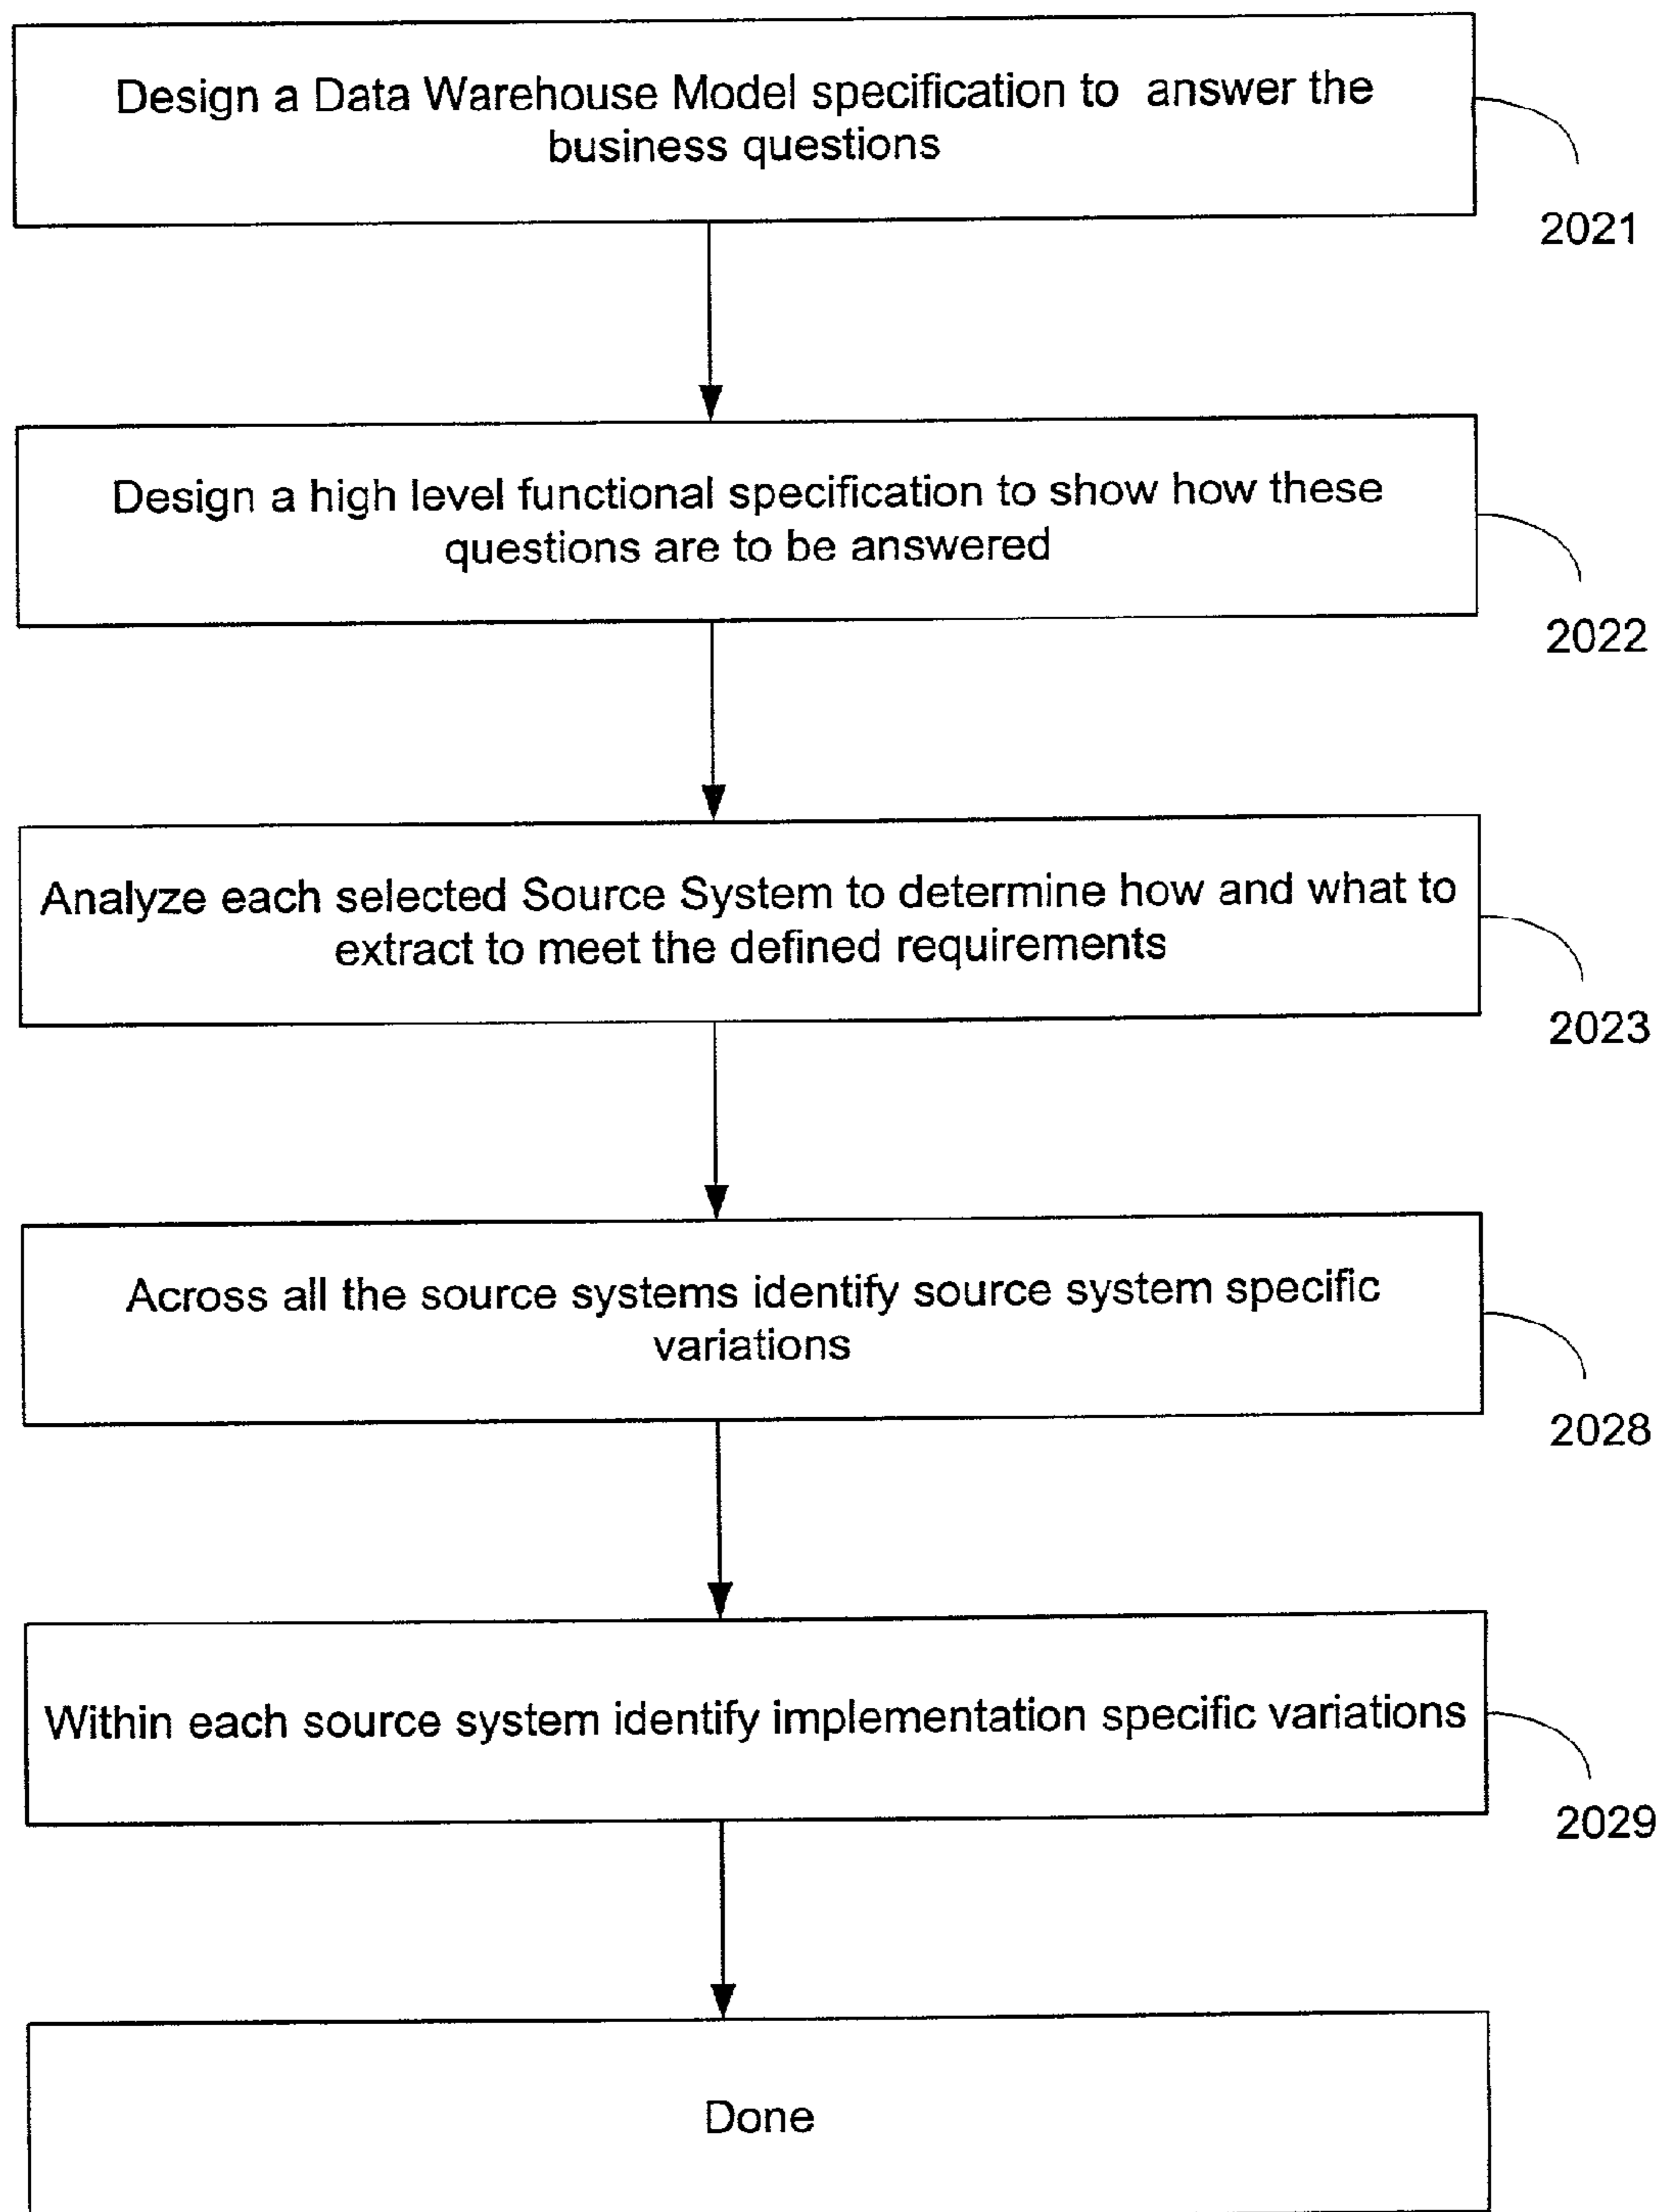 Design a Data Warehouse Model specification to answer the
business questions
2021
Design a high level functional specification to show how these
questions are to be answered
2022
Analyze each selected Source System to determine how and what to
extract to meet the defined requirements
2023
Across all the source systems identify source system specific
variations
2028
Within each source system identify implementation specific variations
2029
Done